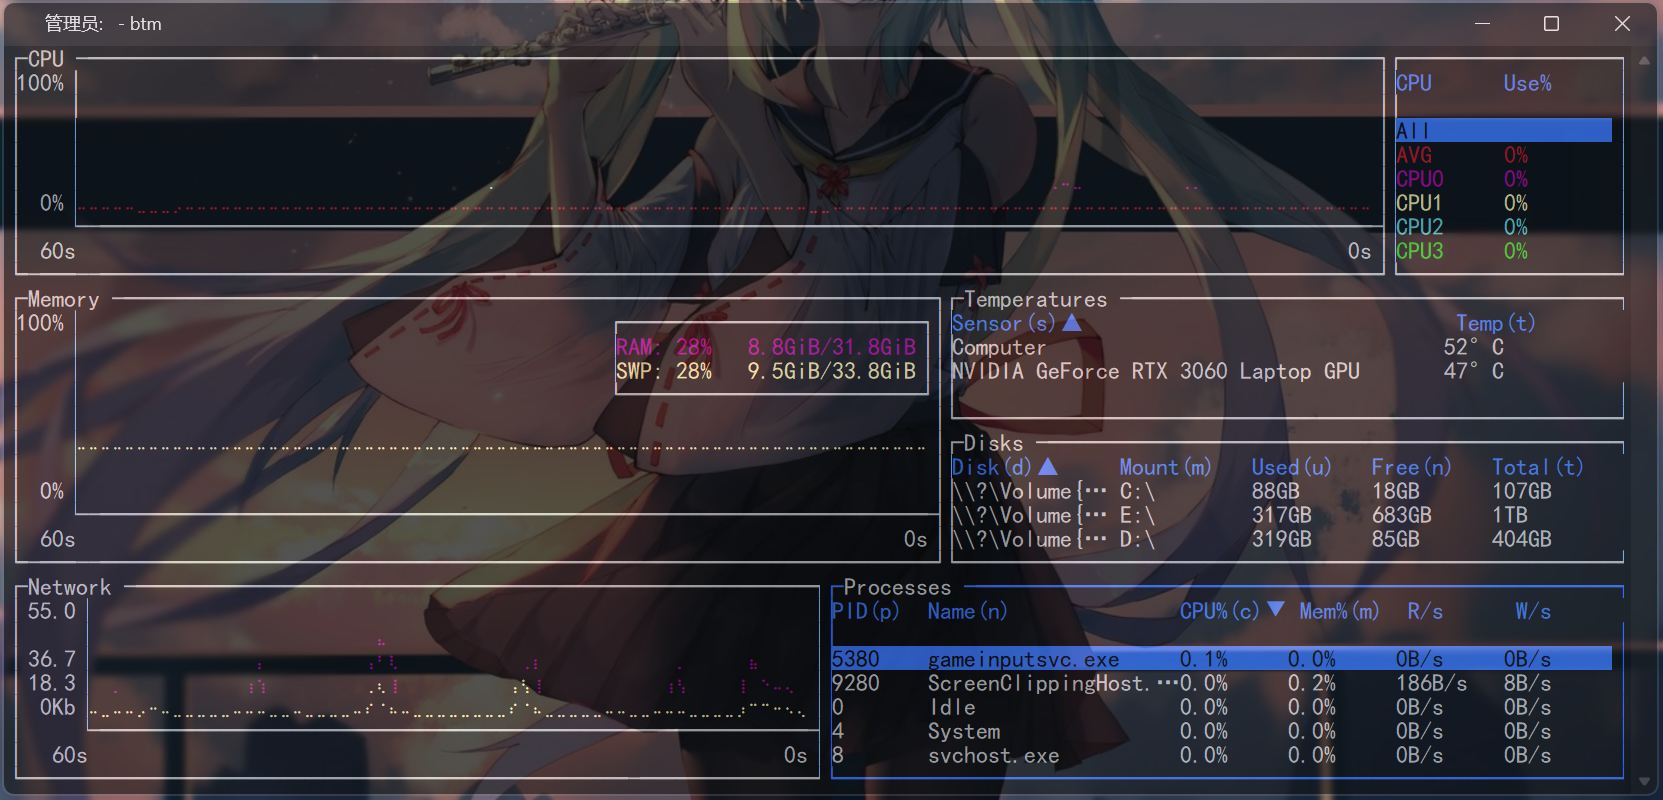 管理员: - btm
CPU
100%
0%
60s 0s
CPU Use%
All
AVG 0%
CPU0 0%
CPU1 0%
CPU2 0%
CPU3 0%
Memory
100%
RAM: 28% 8.8GiB/31.8GiB
SWP: 28% 9.5GiB/33.8GiB
0%
60s 0s
Temperatures
Sensor(s)▲ Temp(t)
Computer 52° C
NVIDIA GeForce RTX 3060 Laptop GPU 47° C
Disks
Disk(d)▲ Mount(m) Used(u) Free(n) Total(t)
\\?\Volume{… C:\ 88GB 18GB 107GB
\\?\Volume{… E:\ 317GB 683GB 1TB
\\?\Volume{… D:\ 319GB 85GB 404GB
Network
55.0
36.7
18.3
0Kb
60s 0s
Processes
PID(p) Name(n) CPU%(c)▼ Mem%(m) R/s W/s
5380 gameinputsvc.exe 0.1% 0.0% 0B/s 0B/s
9280 ScreenClippingHost.… 0.0% 0.2% 186B/s 8B/s
0 Idle 0.0% 0.0% 0B/s 0B/s
4 System 0.0% 0.0% 0B/s 0B/s
8 svchost.exe 0.0% 0.0% 0B/s 0B/s